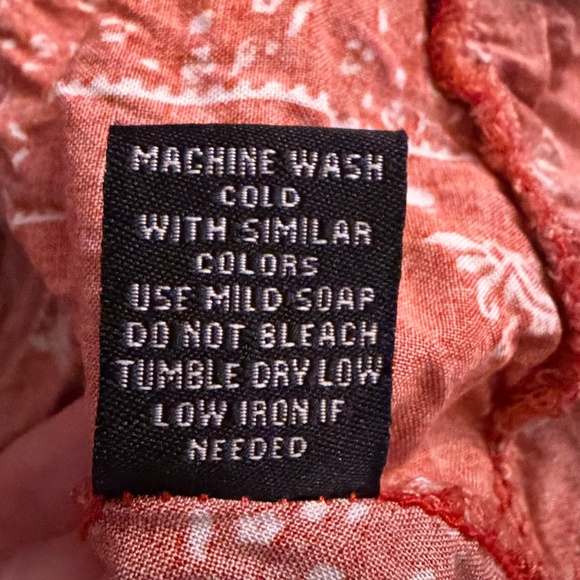 MACHINE WASH
COLD
WITH SIMILAR
COLORS
USE MILD SOAP
DO NOT BLEACH
TUMBLE DRY LOW
LOW IRON IF
NEEDED